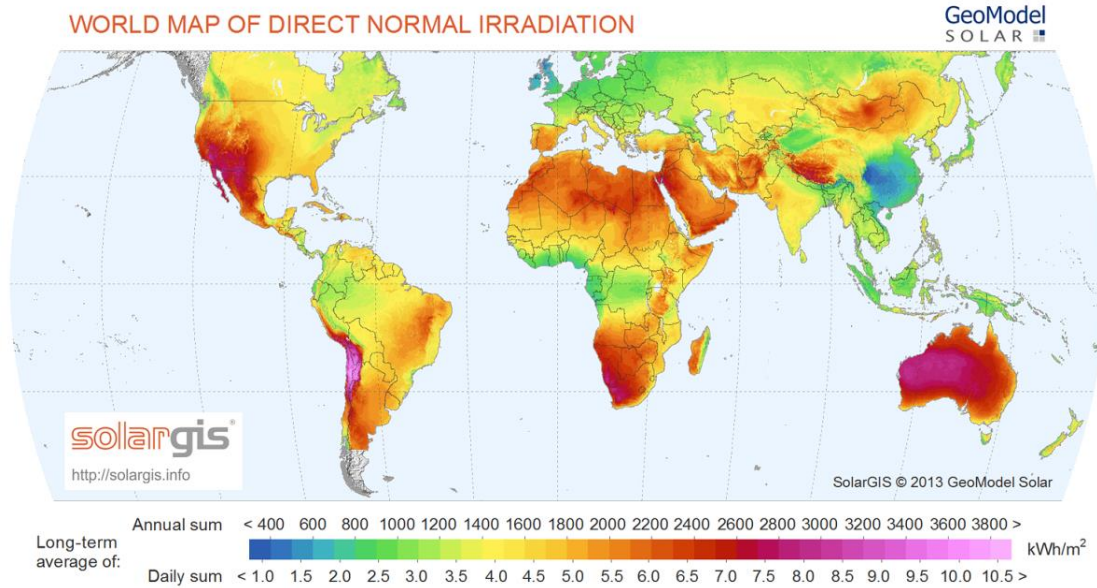 WORLD MAP OF DIRECT NORMAL IRRADIATION
GeoModel
SOLAR
solargis
http://solargis.info
SolarGIS © 2013 GeoModel Solar
Annual sum < 400 600 800 1000 1200 1400 1600 1800 2000 2200 2400 2600 2800 3000 3200 3400 3600 3800 >
Long-term
average of:
kWh/m²
Daily sum < 1.0 1.5 2.0 2.5 3.0 3.5 4.0 4.5 5.0 5.5 6.0 6.5 7.0 7.5 8.0 8.5 9.0 9.5 10.0 10.5 >